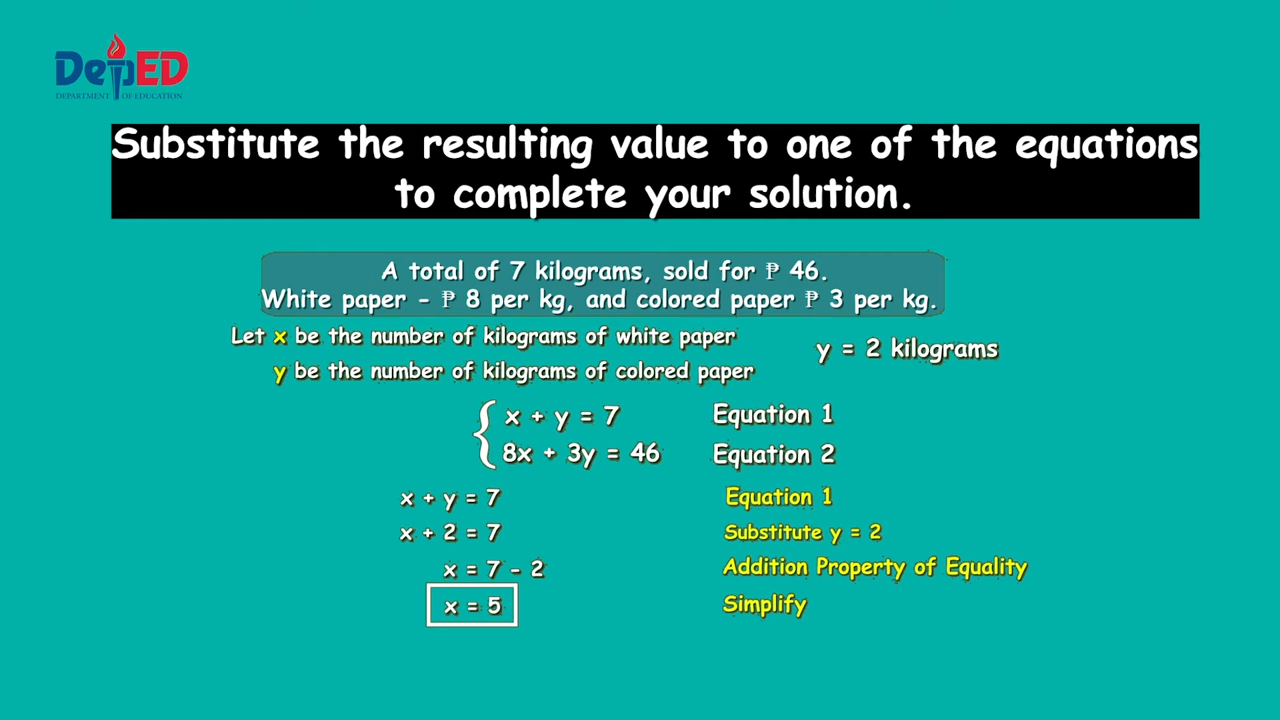 DepED
DEPARTMENT OF EDUCATION
Substitute the resulting value to one of the equations
to complete your solution.
A total of 7 kilograms, sold for ₱ 46.
White paper - ₱ 8 per kg, and colored paper ₱ 3 per kg.
Let x be the number of kilograms of white paper
y be the number of kilograms of colored paper
y = 2 kilograms
x + y = 7 Equation 1
8x + 3y = 46 Equation 2
x + y = 7 Equation 1
x + 2 = 7 Substitute y = 2
x = 7 - 2 Addition Property of Equality
x = 5 Simplify